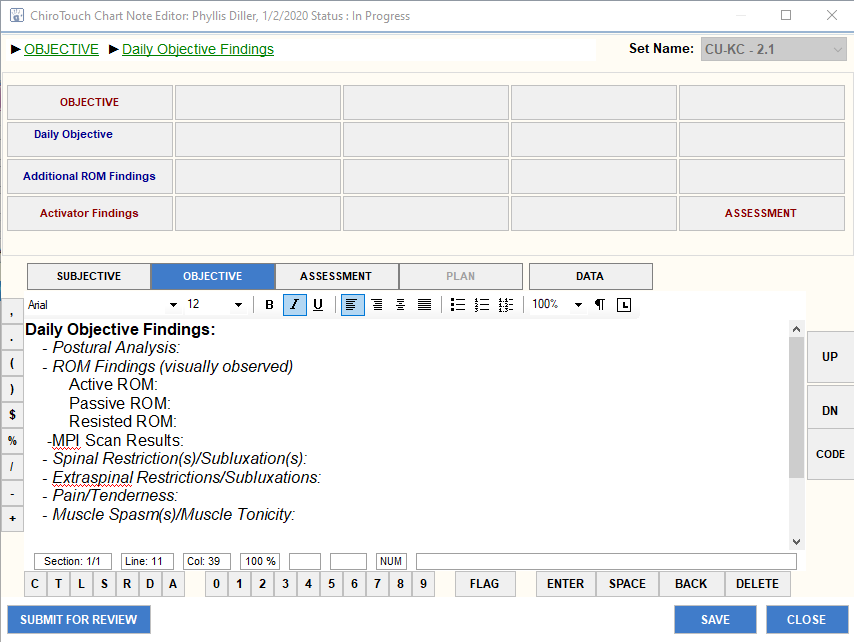 ChiroTouch Chart Note Editor: Phyllis Diller, 1/2/2020 Status : In Progress
▶ OBJECTIVE ▶ Daily Objective Findings
Set Name: CU-KC - 2.1
OBJECTIVE
Daily Objective
Additional ROM Findings
Activator Findings
ASSESSMENT
SUBJECTIVE OBJECTIVE ASSESSMENT PLAN DATA
Arial 12 B I U 100% ¶ L
Daily Objective Findings:
- Postural Analysis:
- ROM Findings (visually observed)
Active ROM:
Passive ROM:
Resisted ROM:
-MPI Scan Results:
- Spinal Restriction(s)/Subluxation(s):
- Extraspinal Restrictions/Subluxations:
- Pain/Tenderness:
- Muscle Spasm(s)/Muscle Tonicity:
,
.
(
)
$
%
/
-
+
UP
DN
CODE
Section: 1/1 Line: 11 Col: 39 100 % NUM
C T L S R D A 0 1 2 3 4 5 6 7 8 9 FLAG ENTER SPACE BACK DELETE
SUBMIT FOR REVIEW SAVE CLOSE